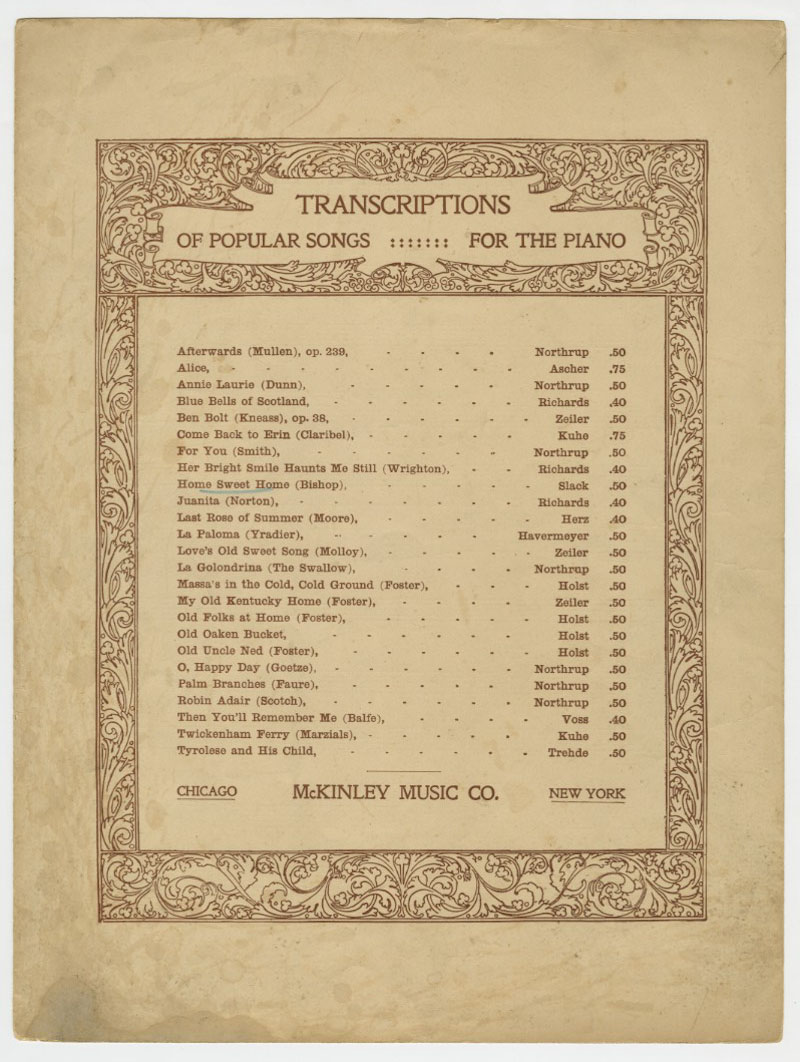 TRANSCRIPTIONS
OF POPULAR SONGS ::::::: FOR THE PIANO
Afterwards (Mullen), op. 239, - - - - Northrup .50
Alice, - - - - - - - - - Ascher .75
Annie Laurie (Dunn), - - - - - Northrup .50
Blue Bells of Scotland, - - - - - - Richards .40
Ben Bolt (Kneass), op. 38, - - - - - - Zeiler .50
Come Back to Erin (Claribel), - - - - - Kuhe .75
For You (Smith), - - - - - Northrup .50
Her Bright Smile Haunts Me Still (Wrighton), - - Richards .40
Home Sweet Home (Bishop), - - - - - Slack .50
Juanita (Norton), - - - - - - - Richards .40
Last Rose of Summer (Moore), - - - - - Herz .40
La Paloma (Yradier), - - - - - Havermeyer .50
Love's Old Sweet Song (Molloy), - - - - - Zeiler .50
La Golondrina (The Swallow), - - - - Northrup .50
Massa's in the Cold, Cold Ground (Foster), - - - Holst .50
My Old Kentucky Home (Foster), - - - - Zeiler .50
Old Folks at Home (Foster), - - - - - Holst .50
Old Oaken Bucket, - - - - - - Holst .50
Old Uncle Ned (Foster), - - - - - - Holst .50
O, Happy Day (Goetze), - - - - - - Northrup .50
Palm Branches (Faure), - - - - - Northrup .50
Robin Adair (Scotch), - - - - - - Northrup .50
Then You'll Remember Me (Balfe), - - - - Voss .40
Twickenham Ferry (Marzials), - - - - - Kuhe .50
Tyrolese and His Child, - - - - - - Trehde .50
CHICAGO McKINLEY MUSIC CO. NEW YORK